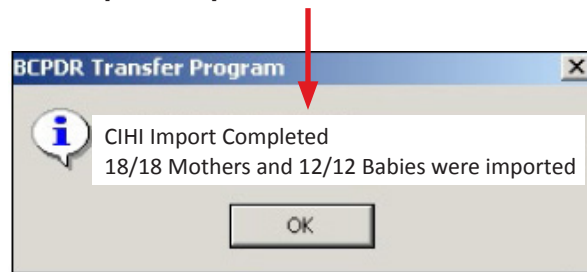 BCPDR Transfer Program
CIHI Import Completed
18/18 Mothers and 12/12 Babies were imported
OK